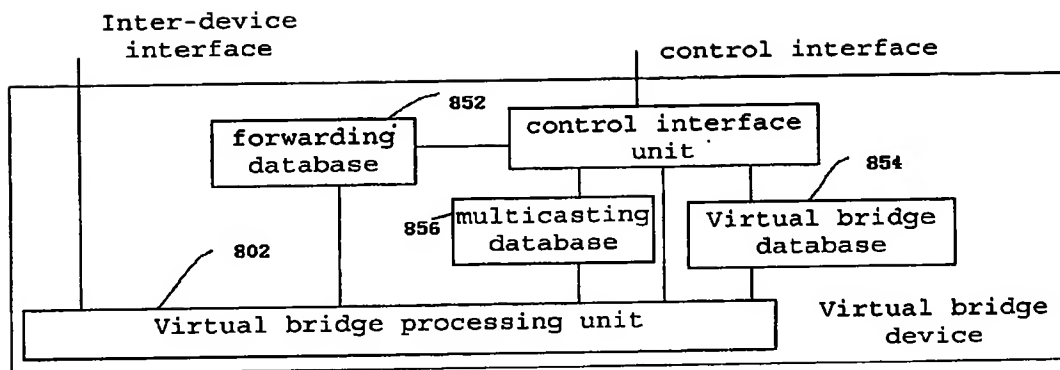 Inter-device
interface
control interface
852
forwarding
database
control interface
unit
854
856
multicasting
database
Virtual bridge
database
802
Virtual bridge processing unit
Virtual bridge
device